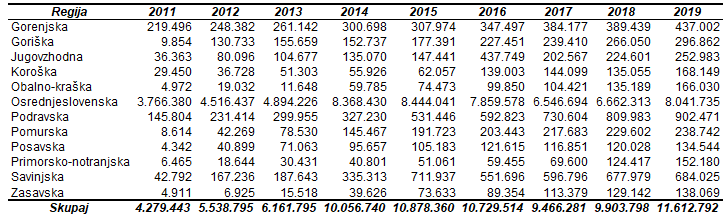 Regija 2011 2012 2013 2014 2015 2016 2017 2018 2019
Gorenjska 219.496 248.382 261.142 300.698 307.974 347.497 384.177 389.439 437.002
Goriška 9.854 130.733 155.659 152.737 177.391 227.451 239.410 266.050 296.862
Jugovzhodna 36.363 80.096 104.677 135.070 147.441 437.749 202.567 224.601 252.983
Koroška 29.450 36.728 51.303 55.926 62.057 139.003 144.099 135.055 168.149
Obalno-kraška 4.972 19.032 11.648 59.785 74.473 99.850 104.421 135.189 166.030
Osrednjeslovenska 3.766.380 4.516.437 4.894.226 8.368.430 8.444.041 7.859.578 6.546.694 6.662.313 8.041.735
Podravska 145.804 231.414 299.955 327.230 531.446 592.823 730.604 809.983 902.471
Pomurska 8.614 42.269 78.530 145.467 191.723 203.443 217.683 229.602 238.742
Posavska 4.342 40.899 71.063 95.657 105.183 121.615 116.851 120.028 134.544
Primorsko-notranjska 6.465 18.644 30.431 40.801 51.061 59.455 69.600 124.417 152.180
Savinjska 42.792 167.236 187.643 335.313 711.937 551.696 596.796 677.979 684.025
Zasavska 4.911 6.925 15.518 39.626 73.633 89.354 113.379 129.142 138.069
Skupaj 4.279.443 5.538.795 6.161.795 10.056.740 10.878.360 10.729.514 9.466.281 9.903.798 11.612.792